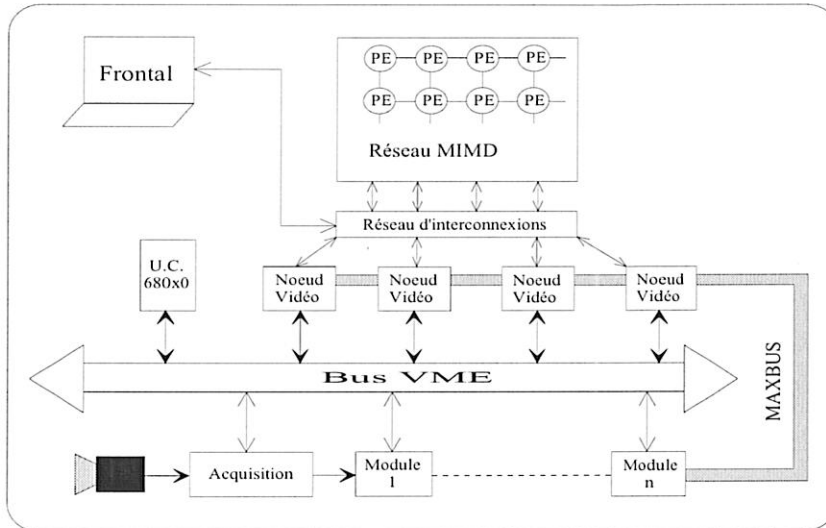 PE PE PE PE
Frontal
PE PE PE PE
Réseau MIMD
Réseau d'interconnexions
U.C.
680x0
Noeud
Vidéo
Noeud
Vidéo
Noeud
Vidéo
Noeud
Vidéo
Bus VME
MAXBUS
Acquisition
Module
1
Module
n